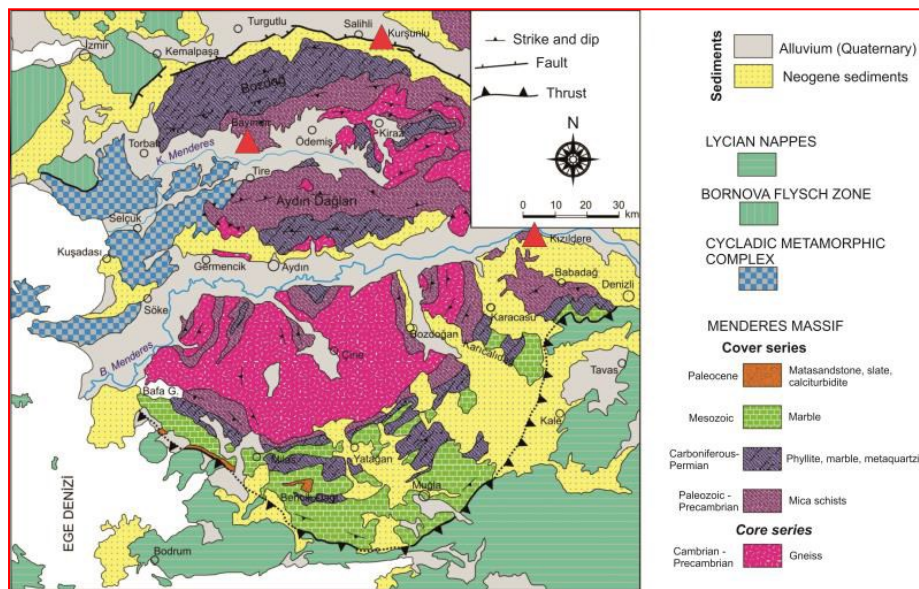 Turgutlu
Salihli
Kurşunlu
İzmir
Kemalpaşa
Bozdağ
Torbalı
Bayındır
Ödemiş
Kiraz
K. Menderes
Tire
Aydın Dağları
Selçuk
Kuşadası
Germencik
Aydın
Söke
B. Menderes
Kızıldere
Babadağ
Denizli
Karacasu
Bozdoğan
Çine
Tavas
Kale
Bafa G.
Milas
Yatağan
Muğla
Bodrum
EGE DENİZİ
Strike and dip
Fault
Thrust
N
0 10 20 30
km
Sediments
Alluvium (Quaternary)
Neogene sediments
LYCIAN NAPPES
BORNOVA FLYSCH ZONE
CYCLADIC METAMORPHIC
COMPLEX
MENDERES MASSIF
Cover series
Paleocene
Matasandstone, slate,
calciturbidite
Mesozoic
Marble
Carboniferous-
Permian
Phyllite, marble, metaquartzi
Paleozoic -
Precambrian
Mica schists
Core series
Cambrian -
Precambrian
Gneiss